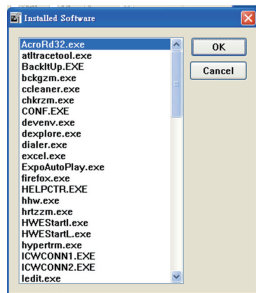 Installed Software
AcroRd32.exe
OK
atltracetool.exe
BackItUp.EXE
Cancel
bckgzm.exe
ccleaner.exe
chkrzm.exe
CONF.EXE
devenv.exe
dexplore.exe
dialer.exe
excel.exe
ExpoAutoPlay.exe
firefox.exe
HELPCTR.EXE
hhw.exe
hrtzzm.exe
HWEStartI.exe
HWEStartL.exe
hypertrm.exe
ICWCONN1.EXE
ICWCONN2.EXE
ledit.exe